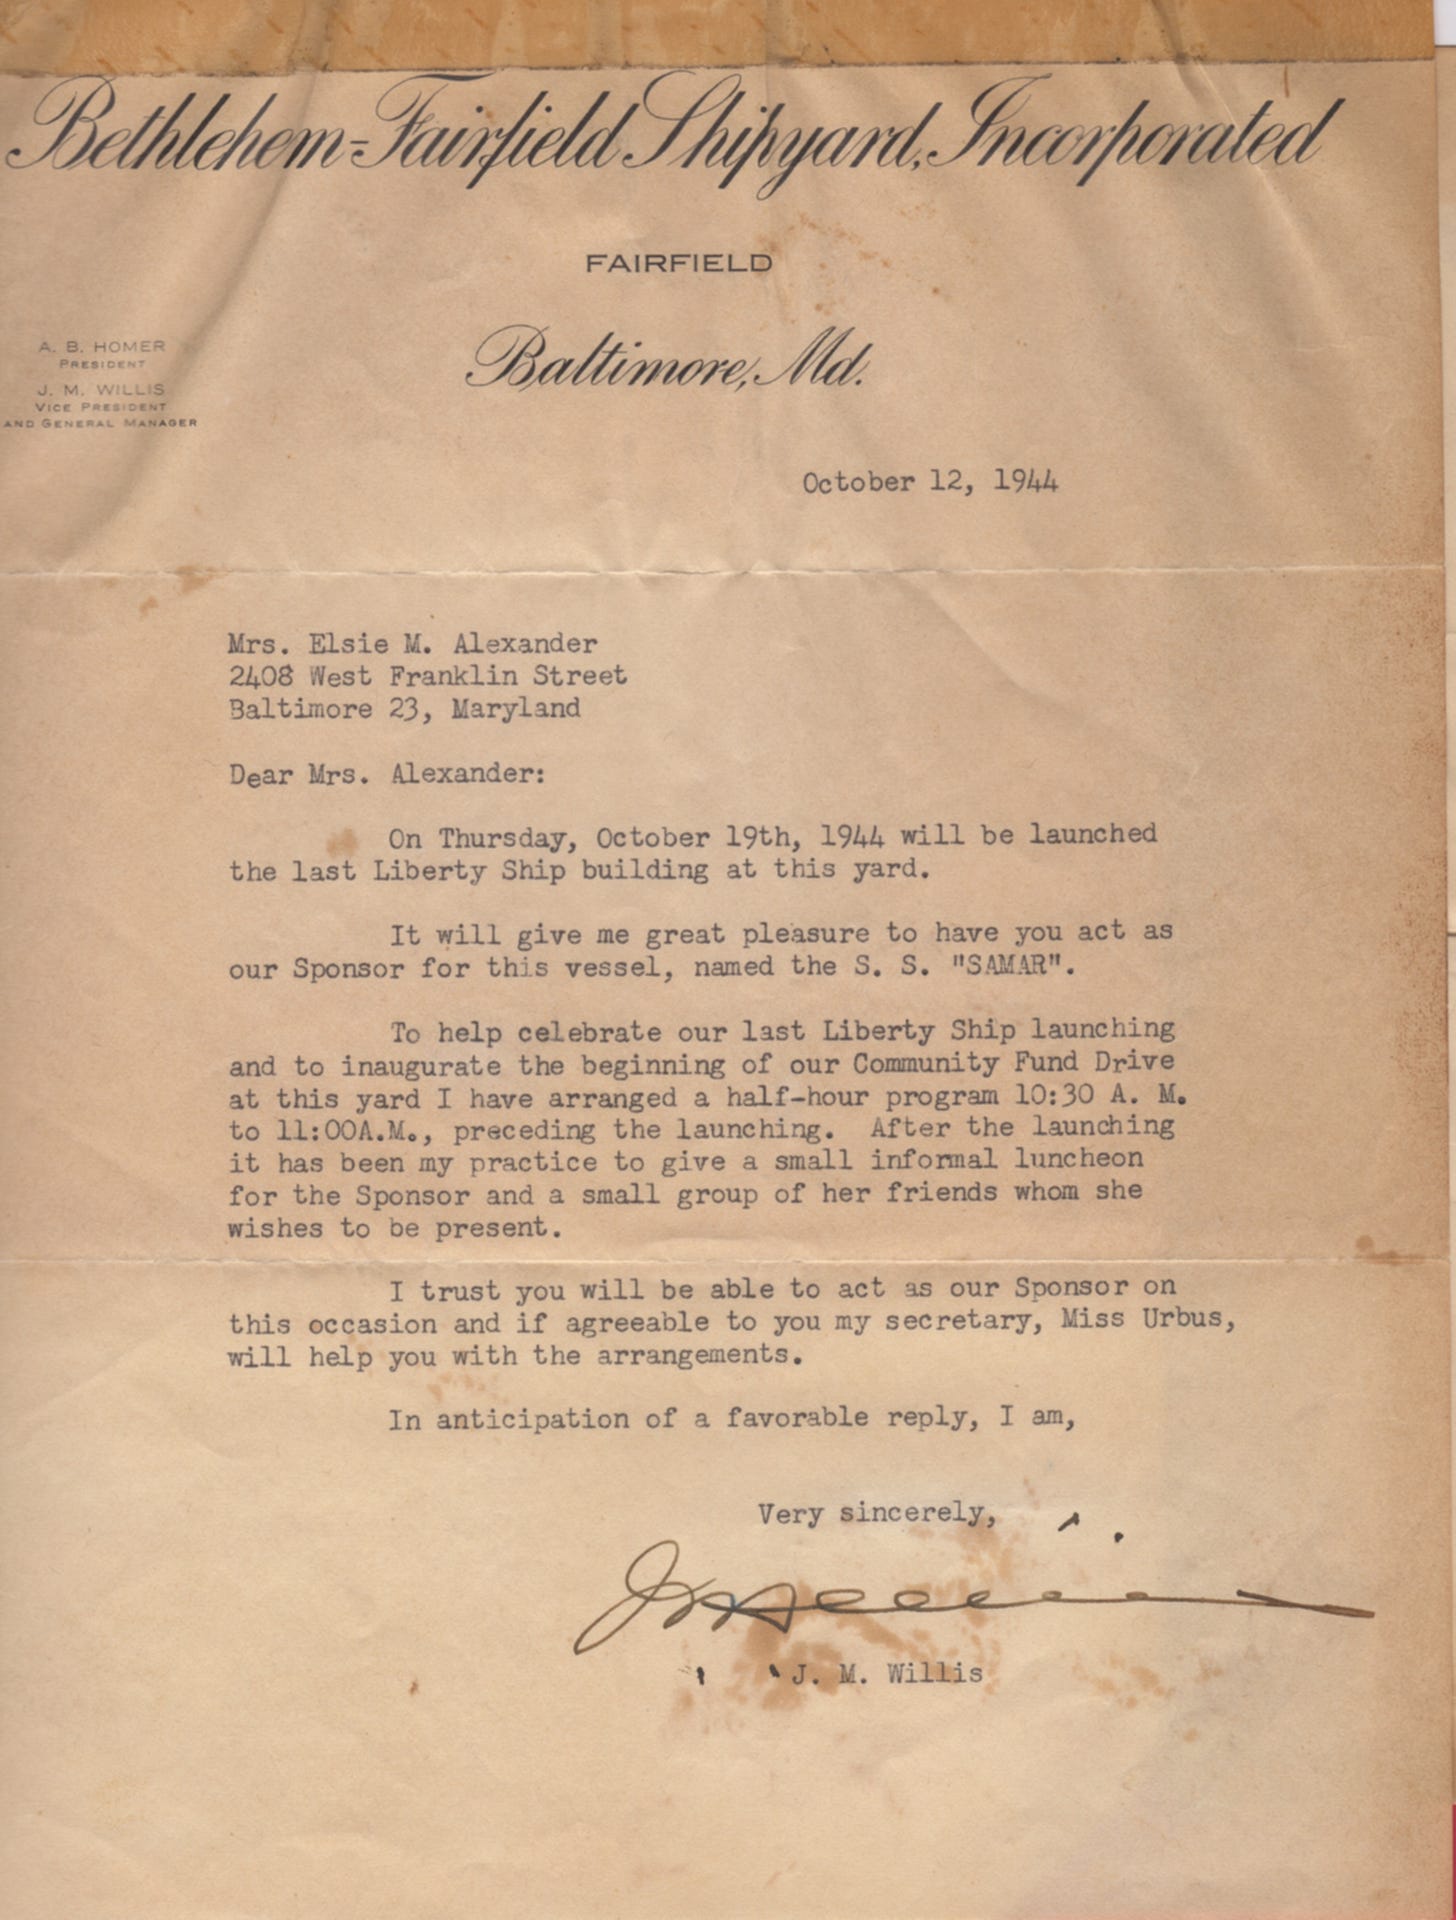 Bethlehem-Fairfield Shipyard, Incorporated
FAIRFIELD
Baltimore, Md.
A. B. HOMER
PRESIDENT
J. M. WILLIS
VICE PRESIDENT
AND GENERAL MANAGER
October 12, 1944
Mrs. Elsie M. Alexander
2408 West Franklin Street
Baltimore 23, Maryland
Dear Mrs. Alexander:
On Thursday, October 19th, 1944 will be launched
the last Liberty Ship building at this yard.
It will give me great pleasure to have you act as
our Sponsor for this vessel, named the S. S. "SAMAR".
To help celebrate our last Liberty Ship launching
and to inaugurate the beginning of our Community Fund Drive
at this yard I have arranged a half-hour program 10:30 A. M.
to 11:00A.M., preceding the launching. After the launching
it has been my practice to give a small informal luncheon
for the Sponsor and a small group of her friends whom she
wishes to be present.
I trust you will be able to act as our Sponsor on
this occasion and if agreeable to you my secretary, Miss Urbus,
will help you with the arrangements.
In anticipation of a favorable reply, I am,
Very sincerely,
J. M. Willis